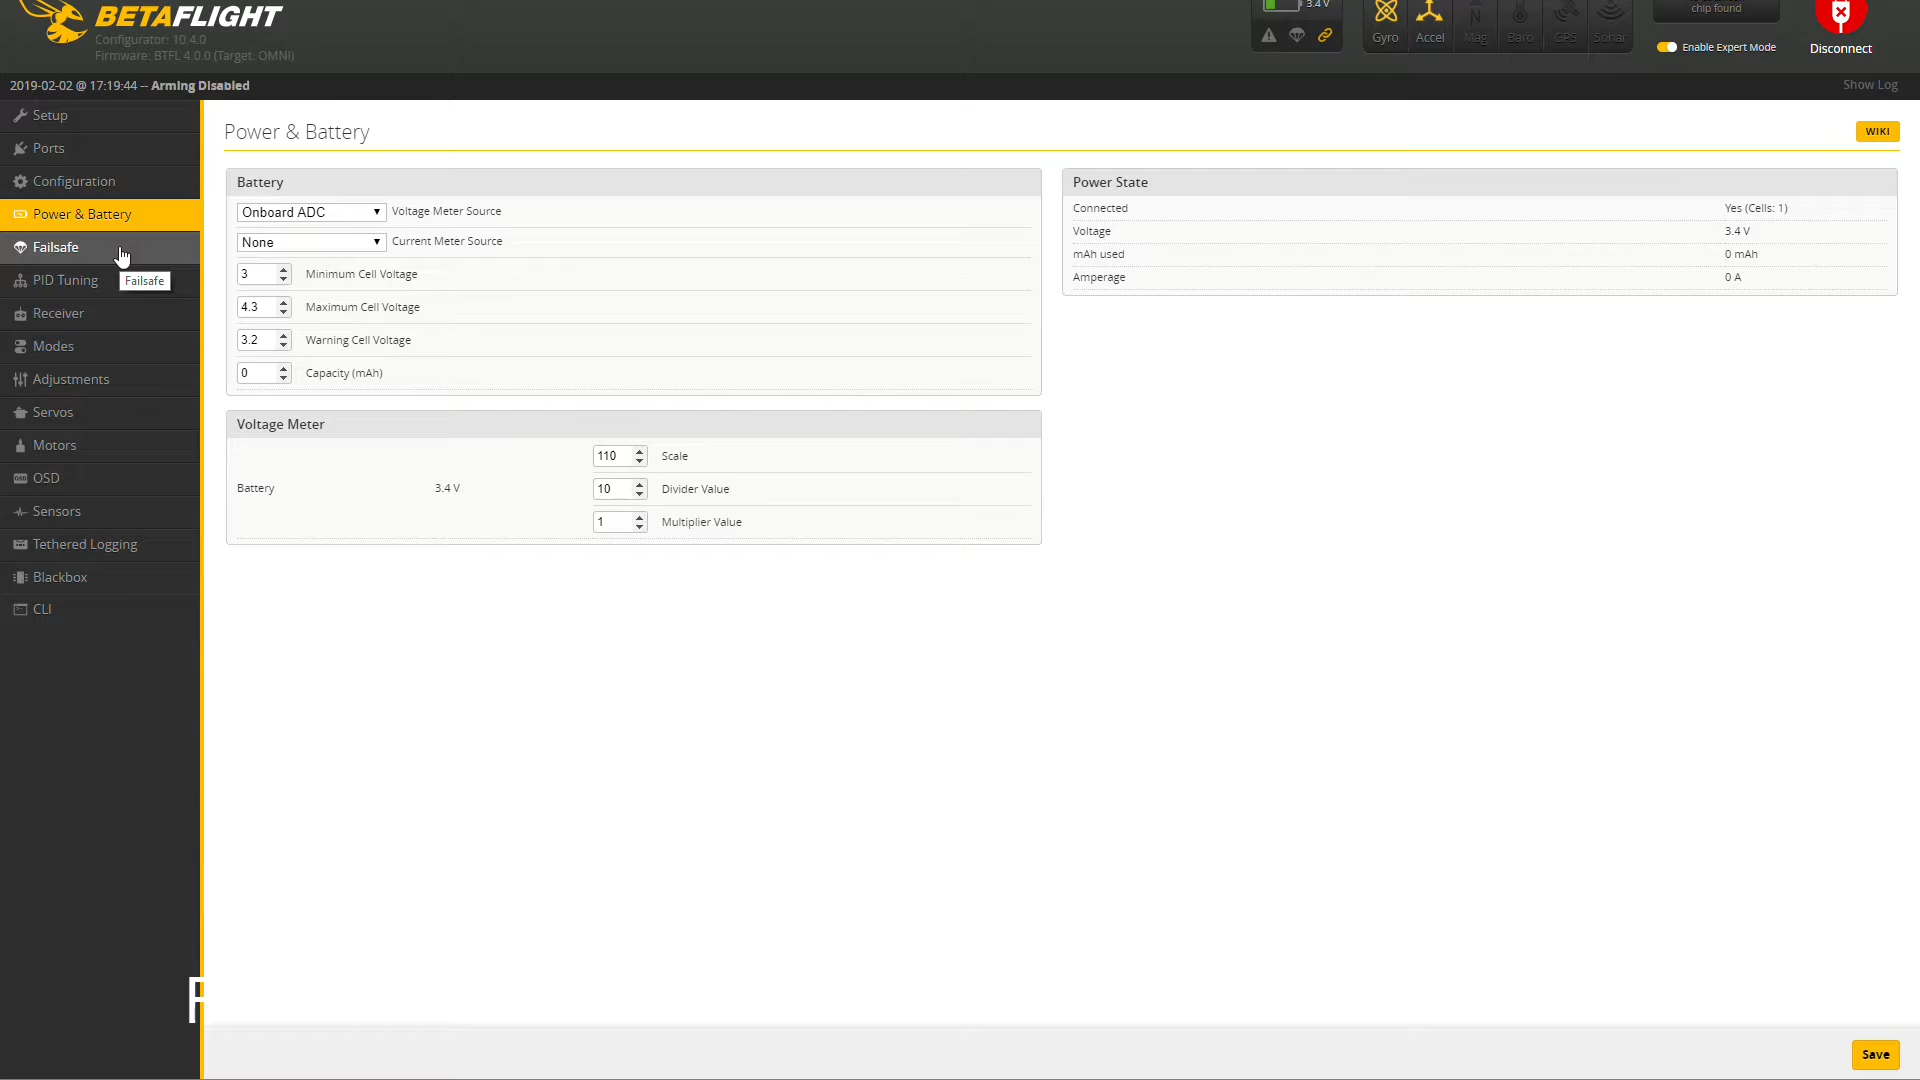 BETAFLIGHT
Configurator: 10.4.0
Firmware: BTFL 4.0.0 (Target: OMNI)
3.4 V
Gyro
Accel
Mag
Baro
GPS
Sonar
chip found
Enable Expert Mode
Disconnect
2019-02-02 @ 17:19:44 -- Arming Disabled
Show Log
Setup
Ports
Configuration
Power & Battery
Failsafe
PID Tuning
Failsafe
Receiver
Modes
Adjustments
Servos
Motors
OSD
Sensors
Tethered Logging
Blackbox
CLI
Power & Battery
WIKI
Battery
Onboard ADC Voltage Meter Source
None Current Meter Source
3 Minimum Cell Voltage
4.3 Maximum Cell Voltage
3.2 Warning Cell Voltage
0 Capacity (mAh)
Power State
Connected Yes (Cells: 1)
Voltage 3.4 V
mAh used 0 mAh
Amperage 0 A
Voltage Meter
110 Scale
Battery 3.4 V 10 Divider Value
1 Multiplier Value
Save